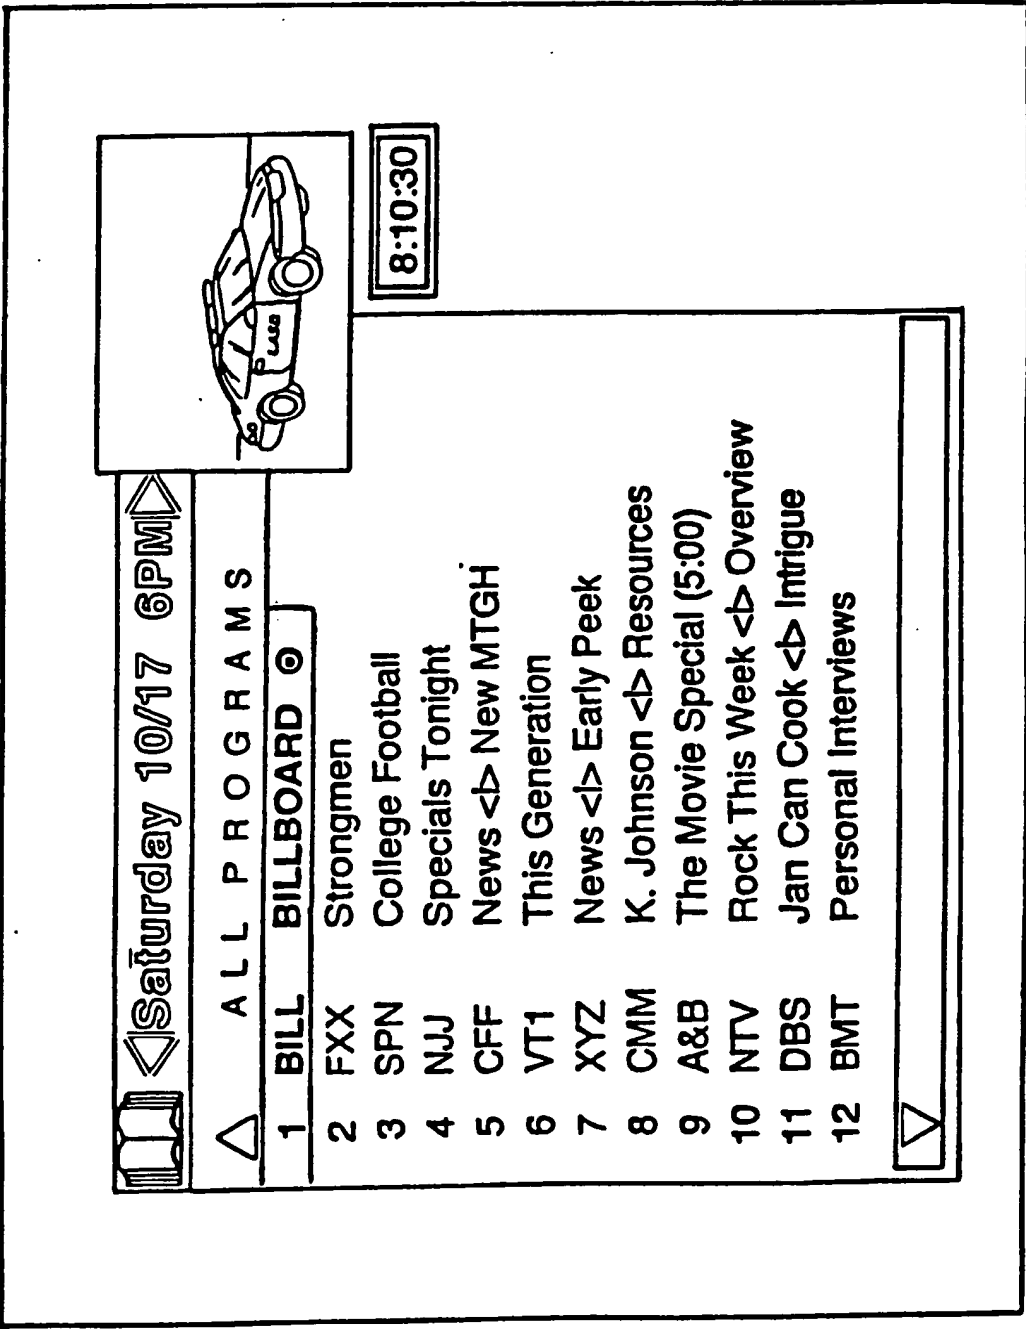 Saturday 10/17 6PM
8:10:30
ALL PROGRAMS
1 BILL BILLBOARD
2 FXX Strongmen
3 SPN College Football
4 NJJ Specials Tonight
5 CFF News <I> New MTGH
6 VT1 This Generation
7 XYZ News <I> Early Peek
8 CMM K. Johnson <I> Resources
9 A&B The Movie Special (5:00)
10 NTV Rock This Week <I> Overview
11 DBS Jan Can Cook <I> Intrigue
12 BMT Personal Interviews